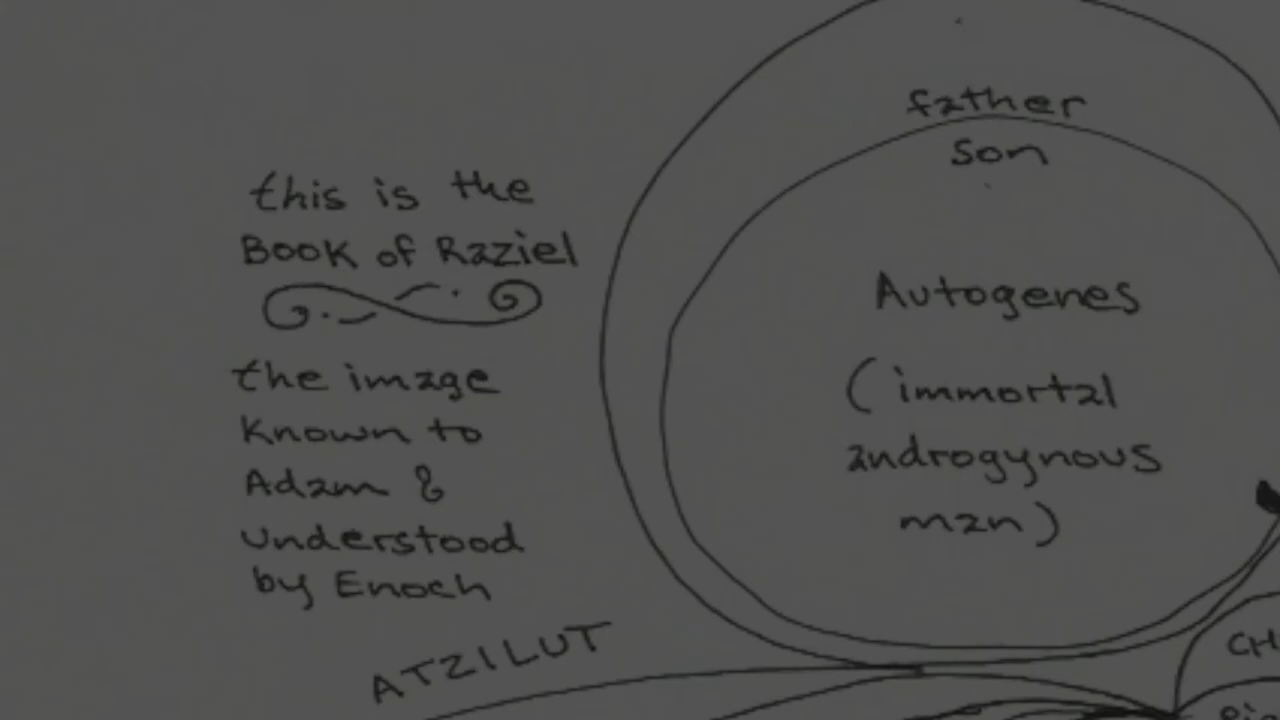 father
son
this is the
Book of Raziel
Autogenes
(immortal
androgynous
man)
the image
known to
Adam &
understood
by Enoch
ATZILUT
CH